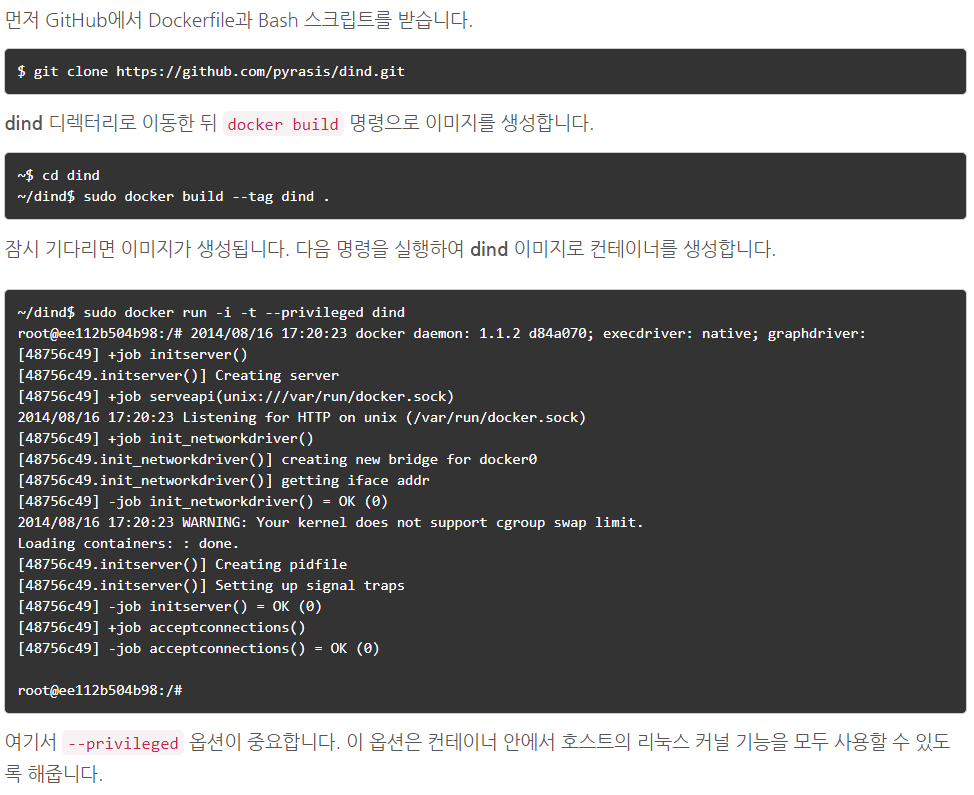 먼저 GitHub에서 Dockerfile과 Bash 스크립트를 받습니다.
$ git clone https://github.com/pyrasis/dind.git
dind 디렉터리로 이동한 뒤 docker build 명령으로 이미지를 생성합니다.
~$ cd dind
~/dind$ sudo docker build --tag dind .
잠시 기다리면 이미지가 생성됩니다. 다음 명령을 실행하여 dind 이미지로 컨테이너를 생성합니다.
~/dind$ sudo docker run -i -t --privileged dind
root@ee112b504b98:/# 2014/08/16 17:20:23 docker daemon: 1.1.2 d84a070; execdriver: native; graphdriver:
[48756c49] +job initserver()
[48756c49.initserver()] Creating server
[48756c49] +job serveapi(unix:///var/run/docker.sock)
2014/08/16 17:20:23 Listening for HTTP on unix (/var/run/docker.sock)
[48756c49] +job init_networkdriver()
[48756c49.init_networkdriver()] creating new bridge for docker0
[48756c49.init_networkdriver()] getting iface addr
[48756c49] -job init_networkdriver() = OK (0)
2014/08/16 17:20:23 WARNING: Your kernel does not support cgroup swap limit.
Loading containers: : done.
[48756c49.initserver()] Creating pidfile
[48756c49.initserver()] Setting up signal traps
[48756c49] -job initserver() = OK (0)
[48756c49] +job acceptconnections()
[48756c49] -job acceptconnections() = OK (0)
root@ee112b504b98:/#
여기서 --privileged 옵션이 중요합니다. 이 옵션은 컨테이너 안에서 호스트의 리눅스 커널 기능을 모두 사용할 수 있도
록 해줍니다.